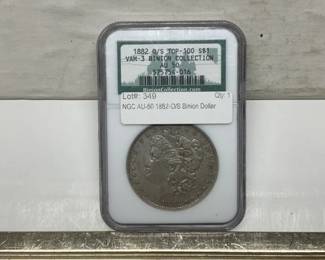 1882 O/S TOP-100 S$1
VAM-3 BINION COLLECTION
AU 50
BinionCollection.com
Lot#: 349
Qty: 1
NGC AU-50 1882-O/S Binion Dollar